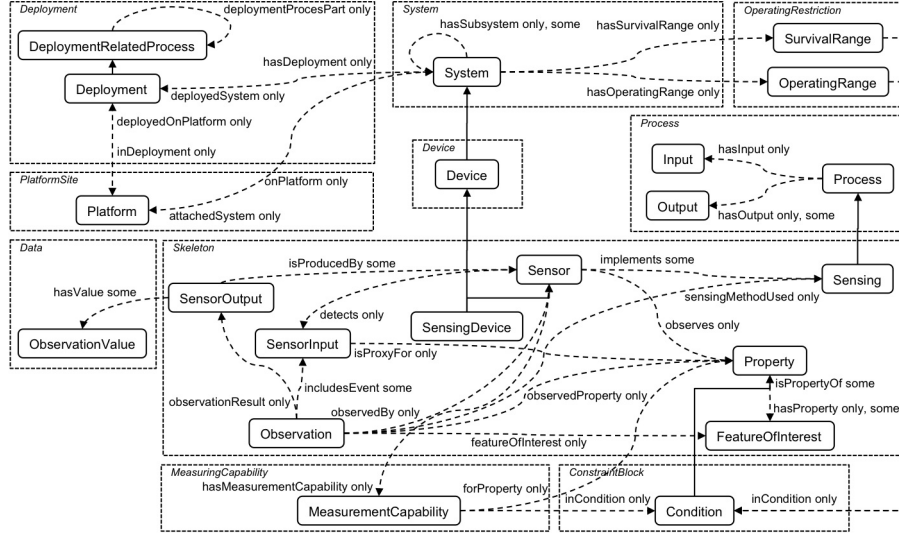 Deployment
deploymentProcesPart only
DeploymentRelatedProcess
Deployment
hasDeployment only
deployedSystem only
deployedOnPlatform only
inDeployment only
System
hasSubsystem only, some
System
hasSurvivalRange only
hasOperatingRange only
OperatingRestriction
SurvivalRange
OperatingRange
Process
Input
hasInput only
Process
Output
hasOutput only, some
Device
Device
PlatformSite
onPlatform only
Platform
attachedSystem only
Data
hasValue some
ObservationValue
Skeleton
isProducedBy some
Sensor
implements some
Sensing
SensorOutput
sensingMethodUsed only
detects only
SensingDevice
observes only
SensorInput
isProxyFor only
Property
isPropertyOf some
includesEvent some
observationResult only
observedBy only
observedProperty only
hasProperty only, some
Observation
featureOfInterest only
FeatureOfInterest
MeasuringCapability
hasMeasurementCapability only
forProperty only
MeasurementCapability
ConstraintBlock
inCondition only
Condition
inCondition only